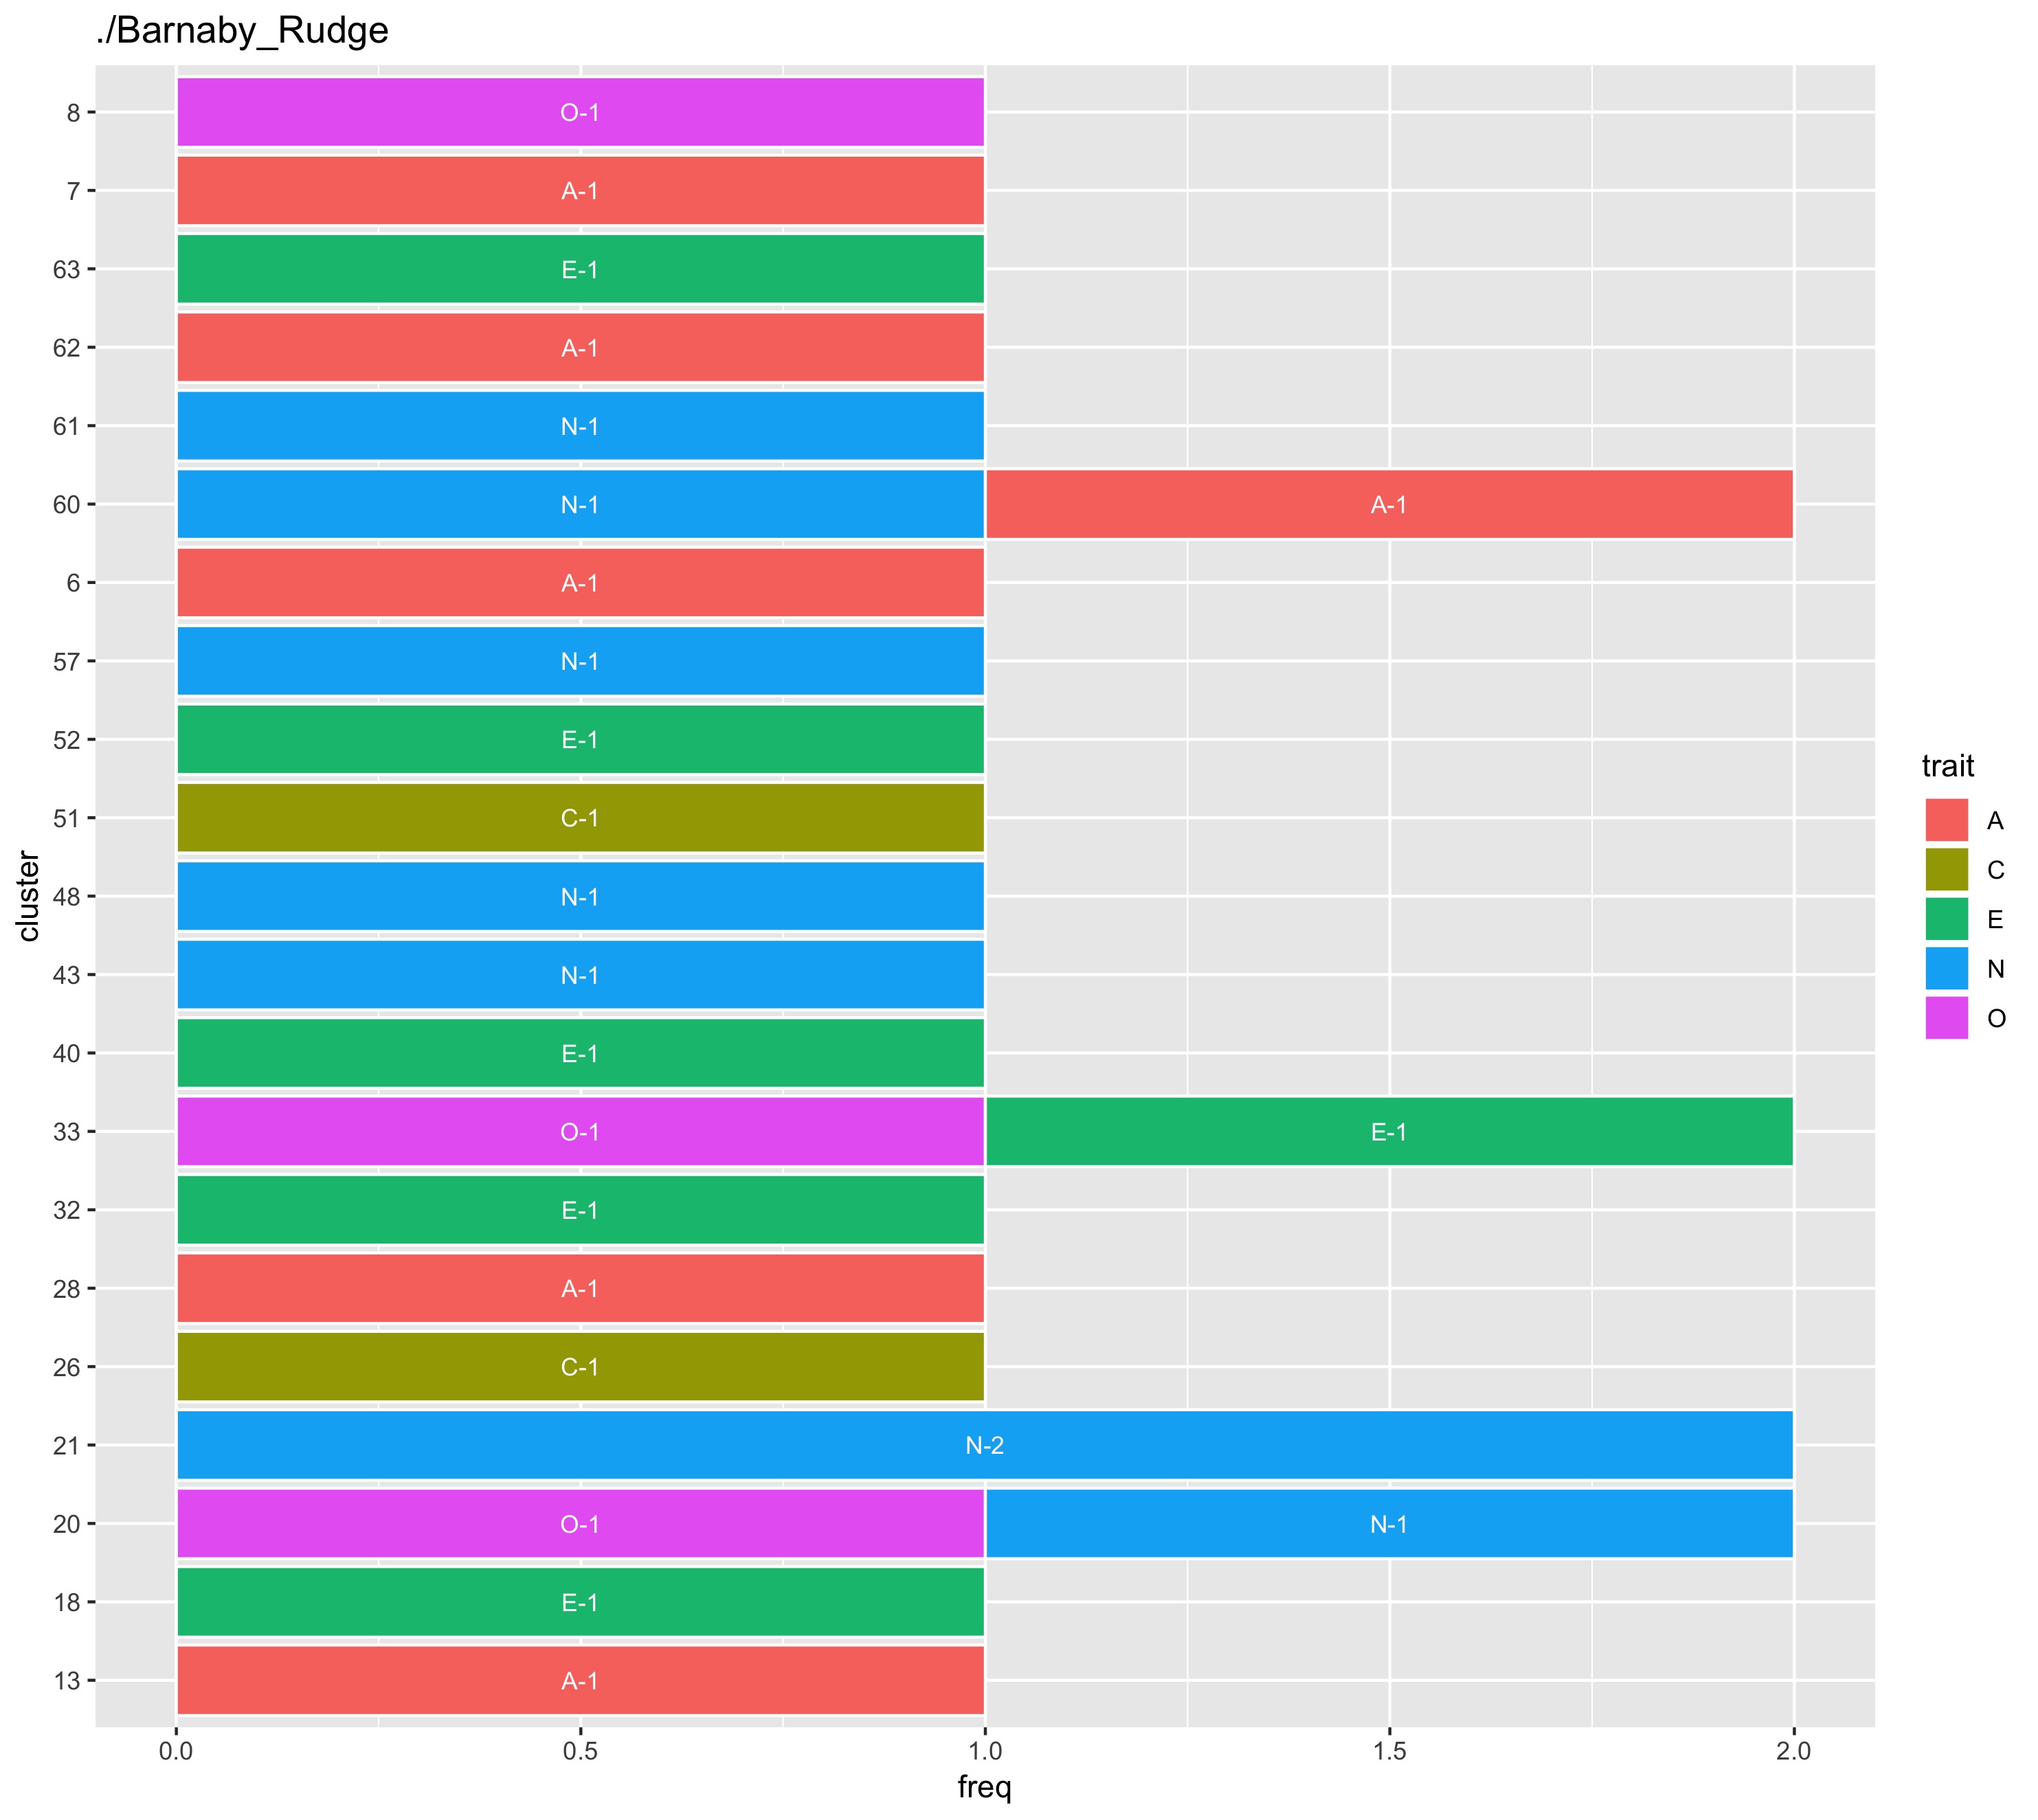 ./Barnaby_Rudge
8 O-1
7 A-1
63 E-1
62 A-1
61 N-1
60 N-1 A-1
6 A-1
57 N-1
52 E-1
51 C-1
48 N-1
43 N-1
40 E-1
33 O-1 E-1
32 E-1
28 A-1
26 C-1
21 N-2
20 O-1 N-1
18 E-1
13 A-1
0.0 0.5 1.0 1.5 2.0
freq
cluster
trait
A
C
E
N
O